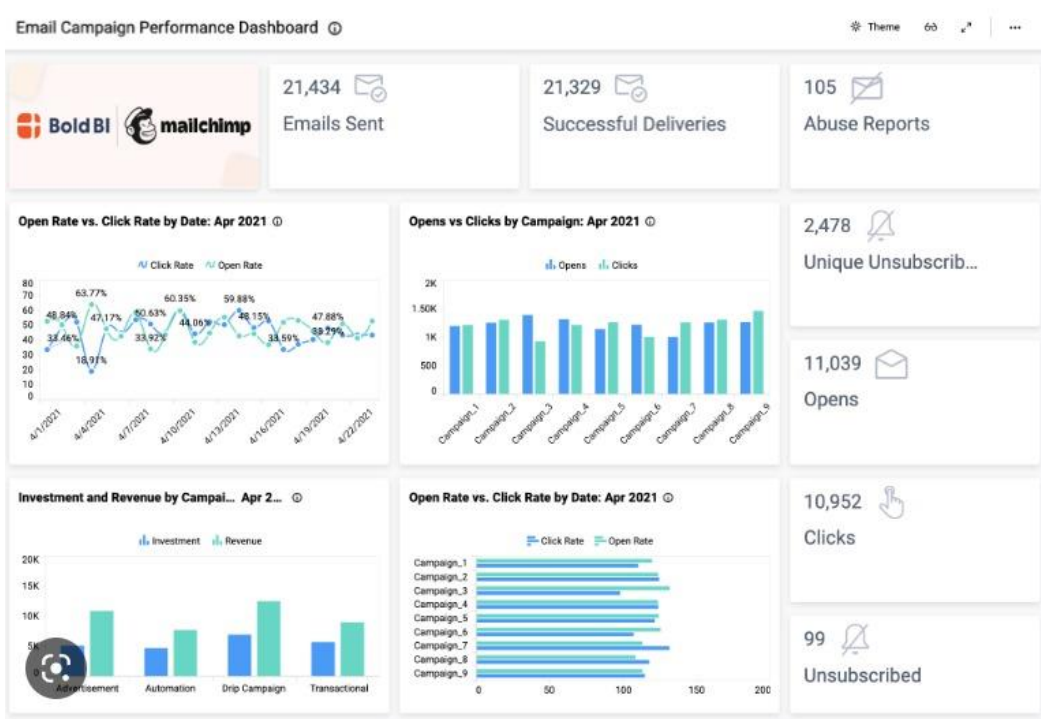 Email Campaign Performance Dashboard
Theme
Bold BI
mailchimp
21,434
Emails Sent
21,329
Successful Deliveries
105
Abuse Reports
Open Rate vs. Click Rate by Date: Apr 2021
Click Rate Open Rate
80
70
60
50
40
30
20
10
0
48.84%
33.46%
63.77%
18.91%
47.17%
50.63%
33.92%
60.35%
44.06%
59.88%
48.15%
33.59%
47.88%
38.29%
4/1/2021
4/4/2021
4/7/2021
4/10/2021
4/13/2021
4/16/2021
4/19/2021
4/22/2021
Opens vs Clicks by Campaign: Apr 2021
Opens Clicks
2K
1.50K
1K
500
0
Campaign_1
Campaign_2
Campaign_3
Campaign_4
Campaign_5
Campaign_6
Campaign_7
Campaign_8
Campaign_9
2,478
Unique Unsubscrib...
11,039
Opens
Investment and Revenue by Campai... Apr 2...
Investment Revenue
20K
15K
10K
5K
0
Advertisement
Automation
Drip Campaign
Transactional
Open Rate vs. Click Rate by Date: Apr 2021
Click Rate Open Rate
Campaign_1
Campaign_2
Campaign_3
Campaign_4
Campaign_5
Campaign_6
Campaign_7
Campaign_8
Campaign_9
0 50 100 150 200
10,952
Clicks
99
Unsubscribed